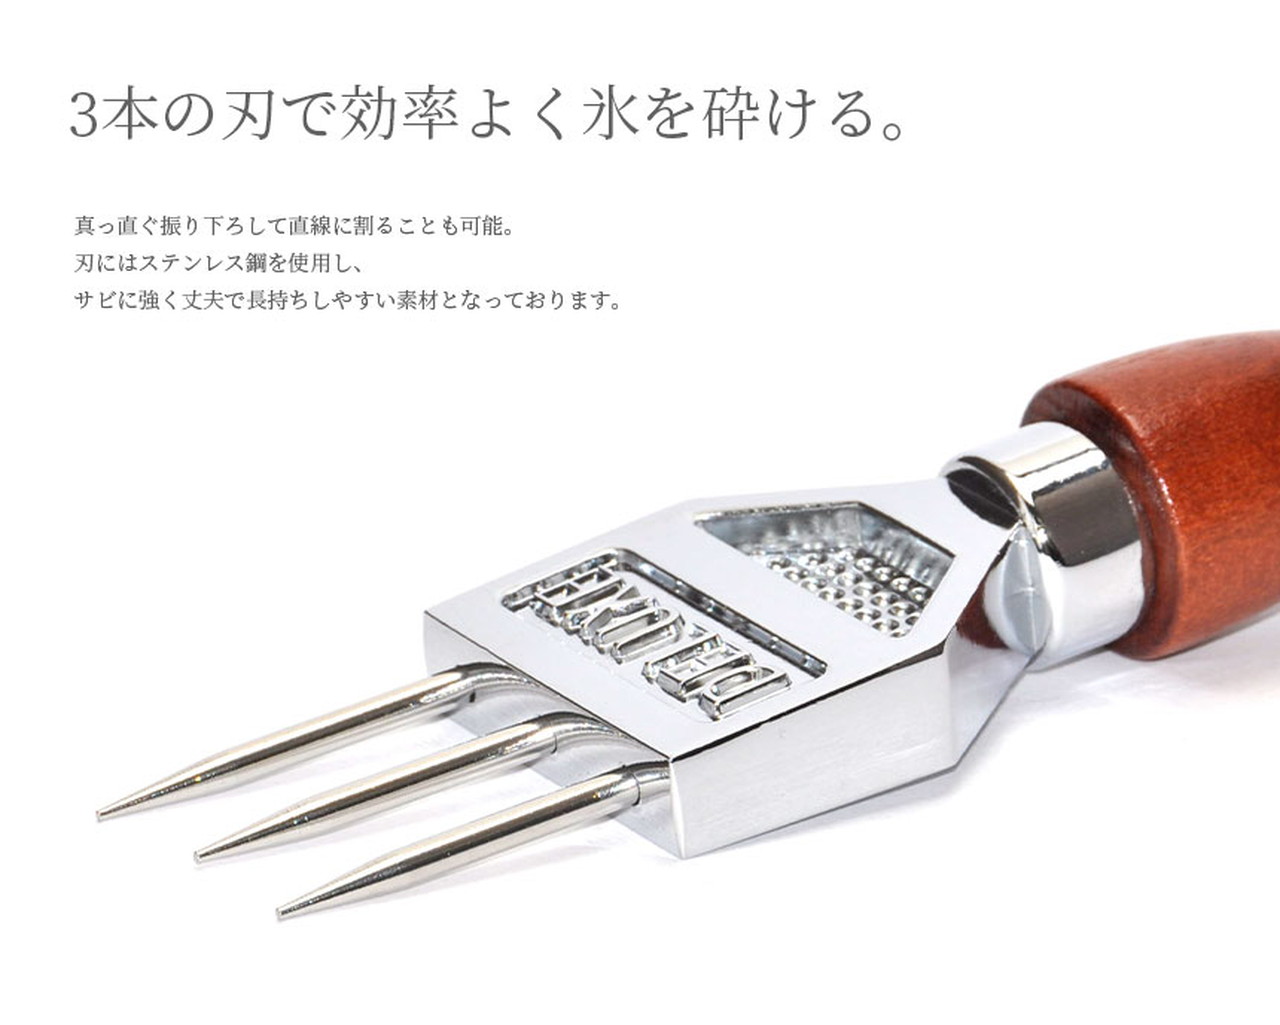 3本の刃で効率よく氷を砕ける。
真っ直ぐ振り下ろして直線に割ることも可能。
刃にはステンレス鋼を使用し、
サビに強く丈夫で長持ちしやすい素材となっております。